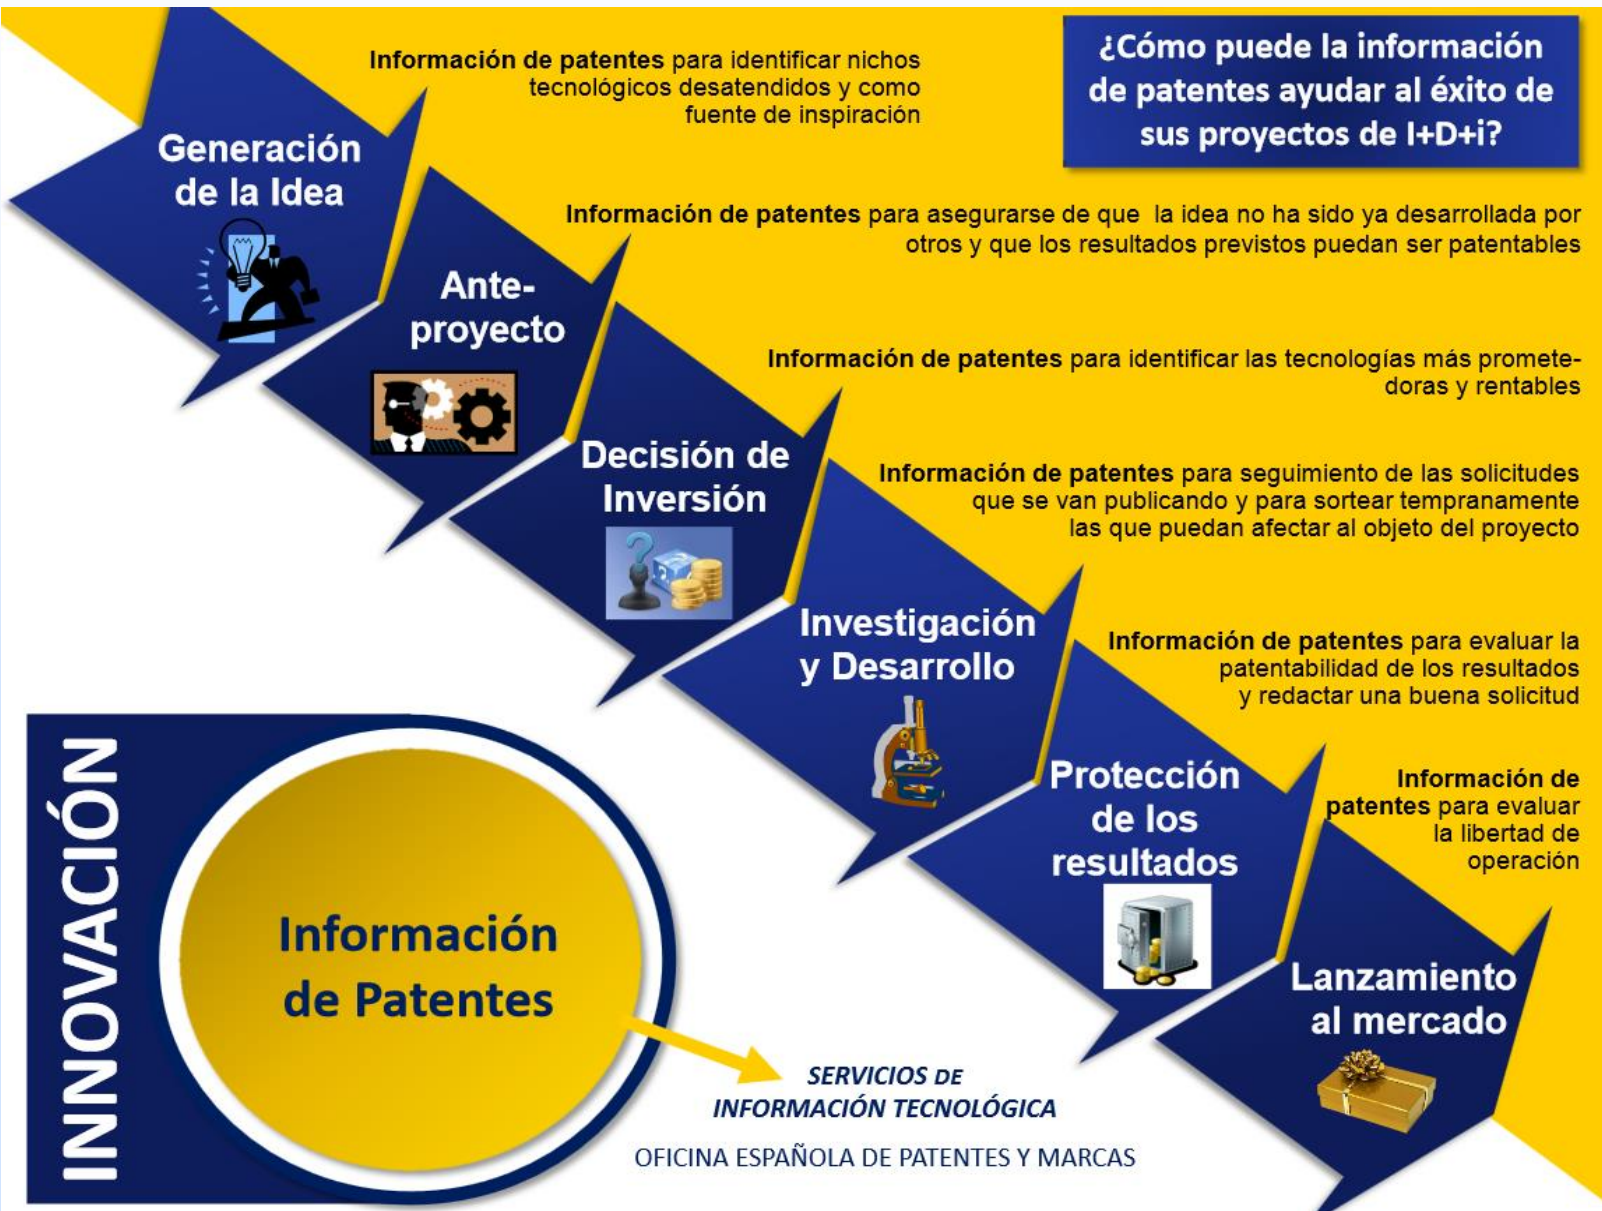 ¿Cómo puede la información
de patentes ayudar al éxito de
sus proyectos de I+D+i?
Información de patentes para identificar nichos
tecnológicos desatendidos y como
fuente de inspiración
Generación
de la Idea
Información de patentes para asegurarse de que la idea no ha sido ya desarrollada por
otros y que los resultados previstos puedan ser patentables
Ante-
proyecto
Información de patentes para identificar las tecnologías más promete-
doras y rentables
Decisión de
Inversión
Información de patentes para seguimiento de las solicitudes
que se van publicando y para sortear tempranamente
las que puedan afectar al objeto del proyecto
Investigación
y Desarrollo
Información de patentes para evaluar la
patentabilidad de los resultados
y redactar una buena solicitud
Protección
de los
resultados
Información de
patentes para evaluar
la libertad de
operación
Lanzamiento
al mercado
INNOVACIÓN
Información
de Patentes
SERVICIOS DE
INFORMACIÓN TECNOLÓGICA
OFICINA ESPAÑOLA DE PATENTES Y MARCAS